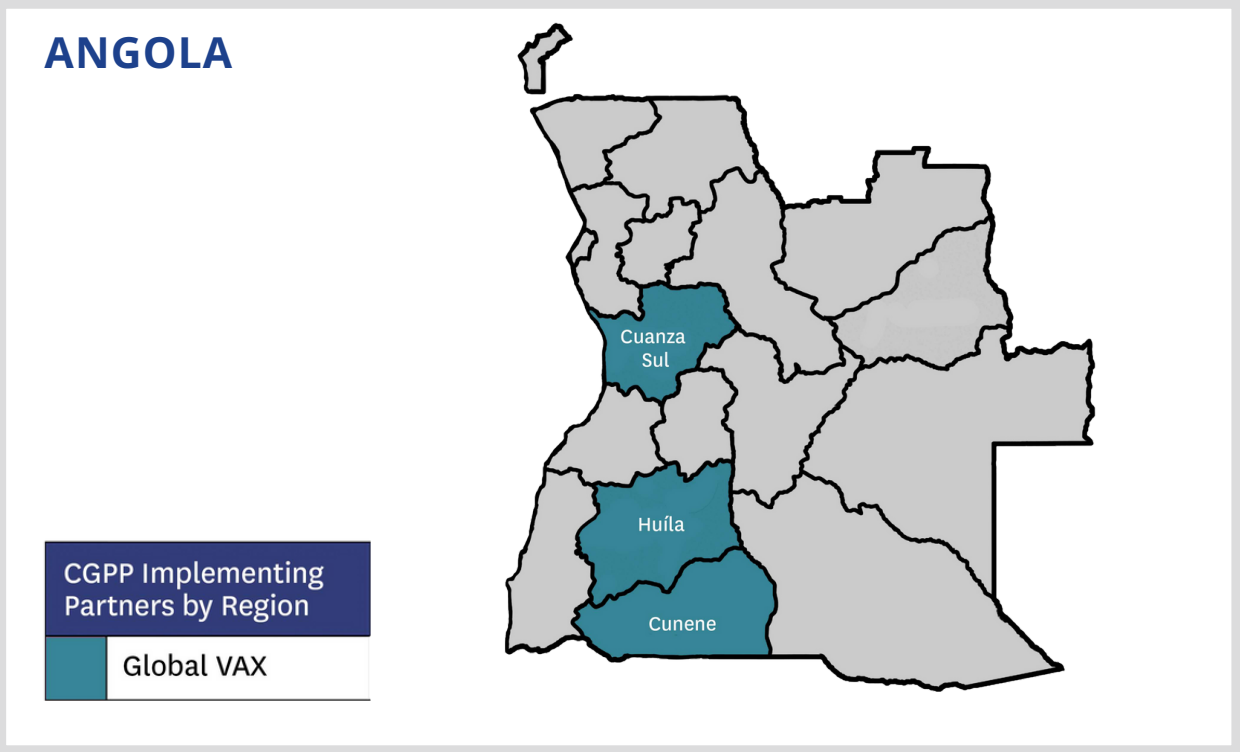 ANGOLA
Cuanza
Sul
Huíla
Cunene
CGPP Implementing
Partners by Region
Global VAX